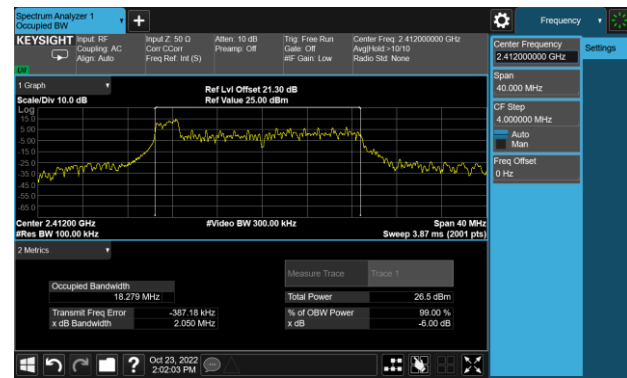 Spectrum Analyzer 1
Occupied BW
Frequency
KEYSIGHT
Input: RF
Coupling: AC
Align: Auto
Input Z: 50 Ω
Corr CCorr
Freq Ref: Int (S)
Atten: 10 dB
Preamp: Off
Trig: Free Run
Gate: Off
#IF Gain: Low
Center Freq: 2.412000000 GHz
Avg|Hold:>10/10
Radio Std: None
Center Frequency
2.412000000 GHz
Settings
Span
40.000 MHz
CF Step
4.000000 MHz
Auto
Man
Freq Offset
0 Hz
1 Graph
Scale/Div 10.0 dB
Ref Lvl Offset 21.30 dB
Ref Value 25.00 dBm
Log
15.0
5.00
-5.00
-15.0
-25.0
-35.0
-45.0
-55.0
-65.0
Center 2.41200 GHz
#Video BW 300.00 kHz
Span 40 MHz
#Res BW 100.00 kHz
Sweep 3.87 ms (2001 pts)
2 Metrics
Measure Trace
Trace 1
Occupied Bandwidth
18.279 MHz
Total Power
26.5 dBm
Transmit Freq Error
-387.18 kHz
% of OBW Power
99.00 %
x dB Bandwidth
2.050 MHz
x dB
-6.00 dB
Oct 23, 2022
2:02:03 PM